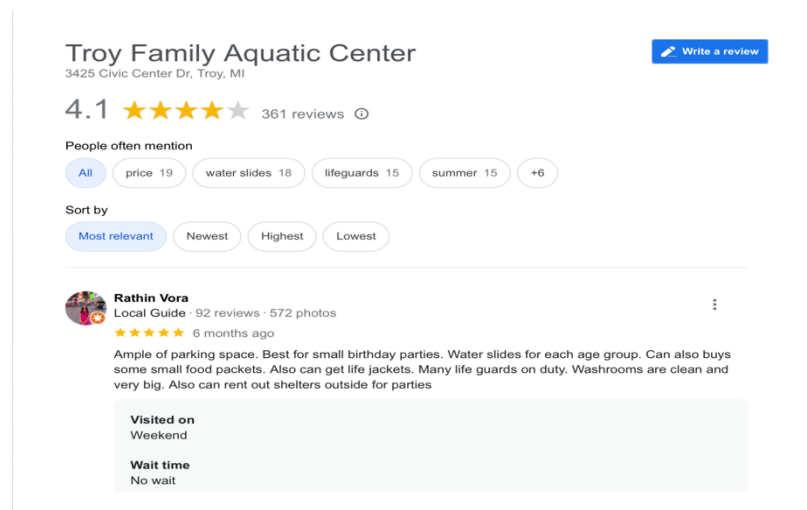 Troy Family Aquatic Center
Write a review
3425 Civic Center Dr, Troy, MI
4.1
361 reviews
People often mention
All
price 19
water slides 18
lifeguards 15
summer 15
+6
Sort by
Most relevant
Newest
Highest
Lowest
Rathin Vora
Local Guide · 92 reviews · 572 photos
6 months ago
Ample of parking space. Best for small birthday parties. Water slides for each age group. Can also buys
some small food packets. Also can get life jackets. Many life guards on duty. Washrooms are clean and
very big. Also can rent out shelters outside for parties
Visited on
Weekend
Wait time
No wait